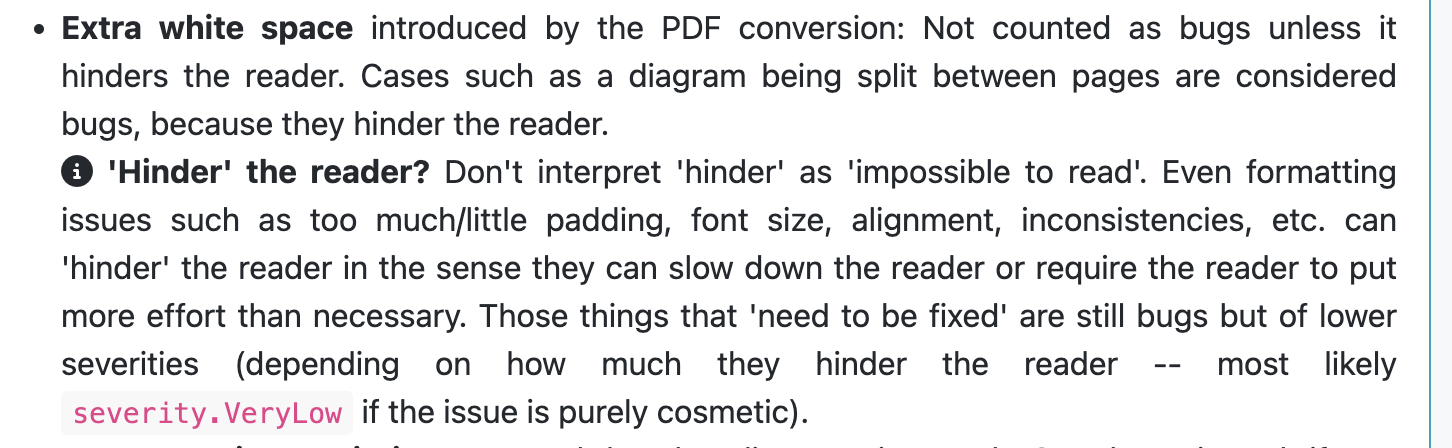 • Extra white space introduced by the PDF conversion: Not counted as bugs unless it
hinders the reader. Cases such as a diagram being split between pages are considered
bugs, because they hinder the reader.
'Hinder' the reader? Don't interpret 'hinder' as 'impossible to read'. Even formatting
issues such as too much/little padding, font size, alignment, inconsistencies, etc. can
'hinder' the reader in the sense they can slow down the reader or require the reader to put
more effort than necessary. Those things that 'need to be fixed' are still bugs but of lower
severities (depending on how much they hinder the reader -- most likely
severity.VeryLow if the issue is purely cosmetic).